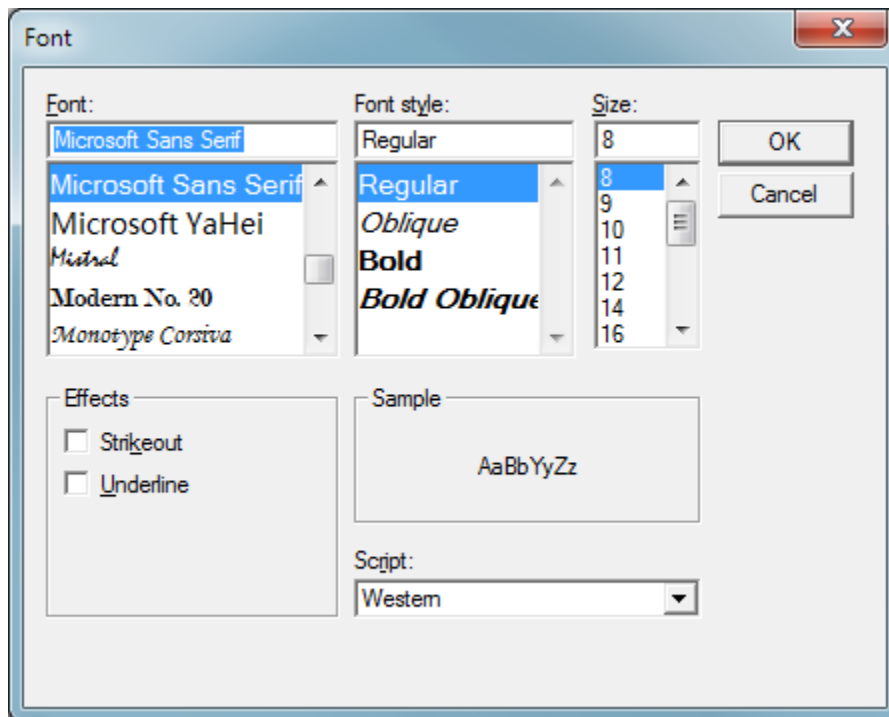 Font
Font:
Microsoft Sans Serif
Microsoft Sans Serif
Microsoft YaHei
Mistral
Modern No. 20
Monotype Corsiva
Font style:
Regular
Regular
Oblique
Bold
Bold Oblique
Size:
8
8
9
10
11
12
14
16
OK
Cancel
Effects
Strikeout
Underline
Sample
AaBbYyZz
Script:
Western